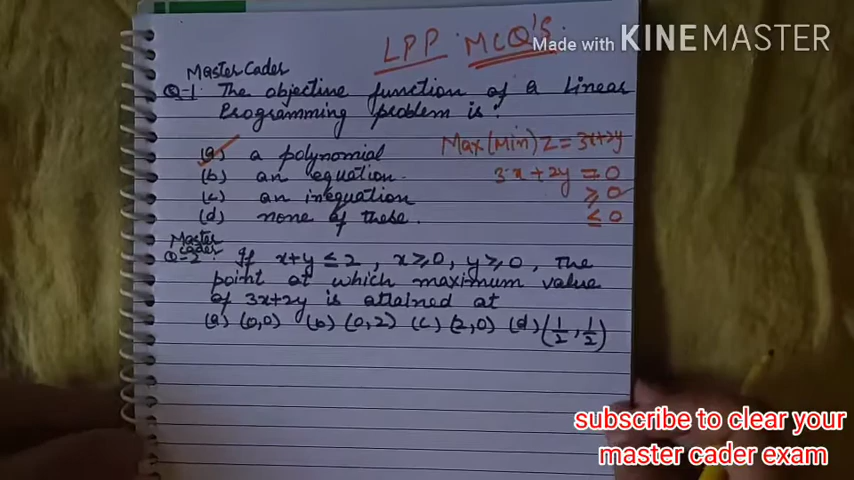 LPP MCQ'S.
Made with KINEMASTER
Master Cader
Q-1. The objective function of a Linear
Programming problem is:
(a) a polynomial
(b) an equation.
(c) an inequation
(d) none of these.
Max(Min) Z = 3x+2y
3x+2y = 0
≥ 0
≤ 0
Master
Cader
Q-2. If x+y ≤ 2, x≥0, y≥0, the
point at which maximum value
of 3x+2y is attained at
(a) (0,0) (b) (0,2) (c) (2,0) (d) (1/2, 1/2)
subscribe to clear your
master cader exam